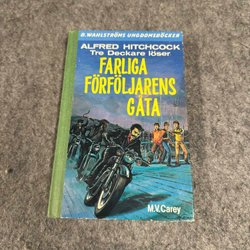 B. WAHLSTRÖMS UNGDOMSBÖCKER
ALFRED HITCHCOCK
Tre Deckare löser
FARLIGA
FÖRFÖLJARENS
GÅTA
M.V. Carey